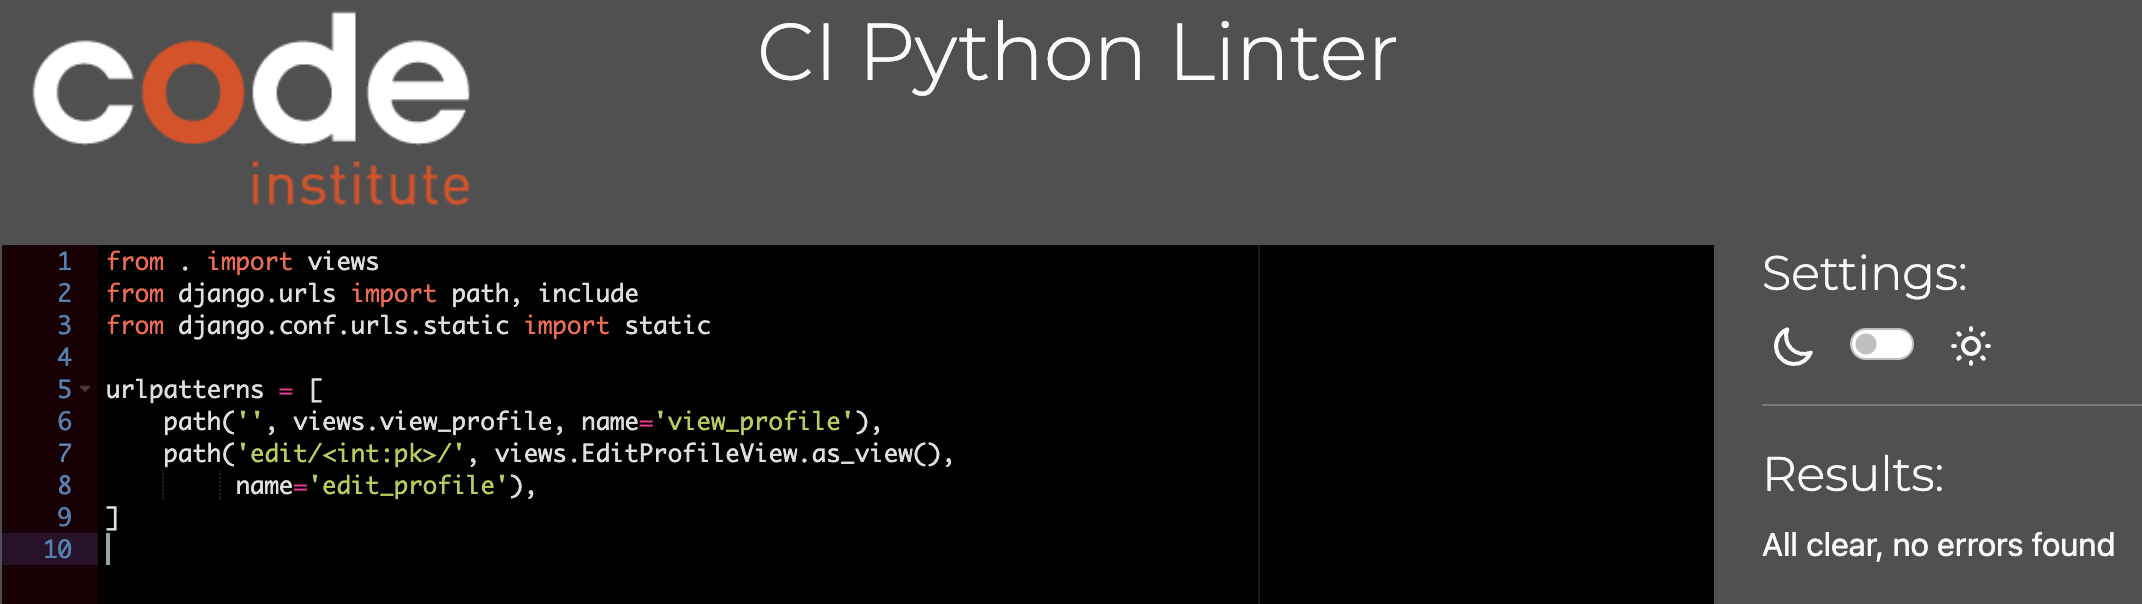 code
institute
CI Python Linter
1 from . import views
2 from django.urls import path, include
3 from django.conf.urls.static import static
4
5 urlpatterns = [
6     path('', views.view_profile, name='view_profile'),
7     path('edit/<int:pk>/', views.EditProfileView.as_view(),
8          name='edit_profile'),
9 ]
10
Settings:
Results:
All clear, no errors found